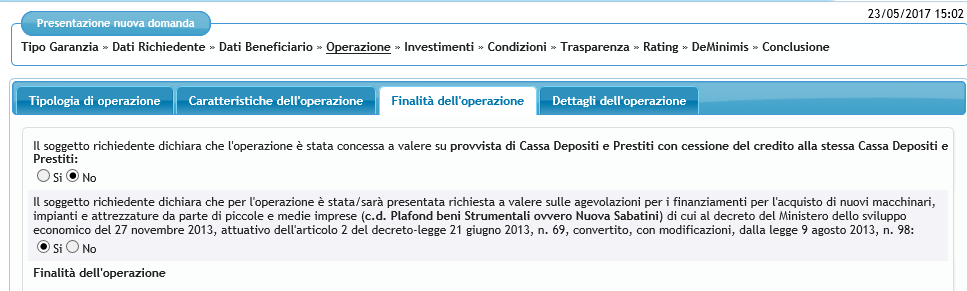 23/05/2017 15:02
Presentazione nuova domanda
Tipo Garanzia » Dati Richiedente » Dati Beneficiario » Operazione » Investimenti » Condizioni » Trasparenza » Rating » DeMinimis » Conclusione
Tipologia di operazione Caratteristiche dell'operazione Finalità dell'operazione Dettagli dell'operazione
Il soggetto richiedente dichiara che l'operazione è stata concessa a valere su provvista di Cassa Depositi e Prestiti con cessione del credito alla stessa Cassa Depositi e
Prestiti:
Si No
Il soggetto richiedente dichiara che per l'operazione è stata/sarà presentata richiesta a valere sulle agevolazioni per i finanziamenti per l'acquisto di nuovi macchinari,
impianti e attrezzature da parte di piccole e medie imprese (c.d. Plafond beni Strumentali ovvero Nuova Sabatini) di cui al decreto del Ministero dello sviluppo
economico del 27 novembre 2013, attuativo dell'articolo 2 del decreto-legge 21 giugno 2013, n. 69, convertito, con modificazioni, dalla legge 9 agosto 2013, n. 98:
Si No
Finalità dell'operazione